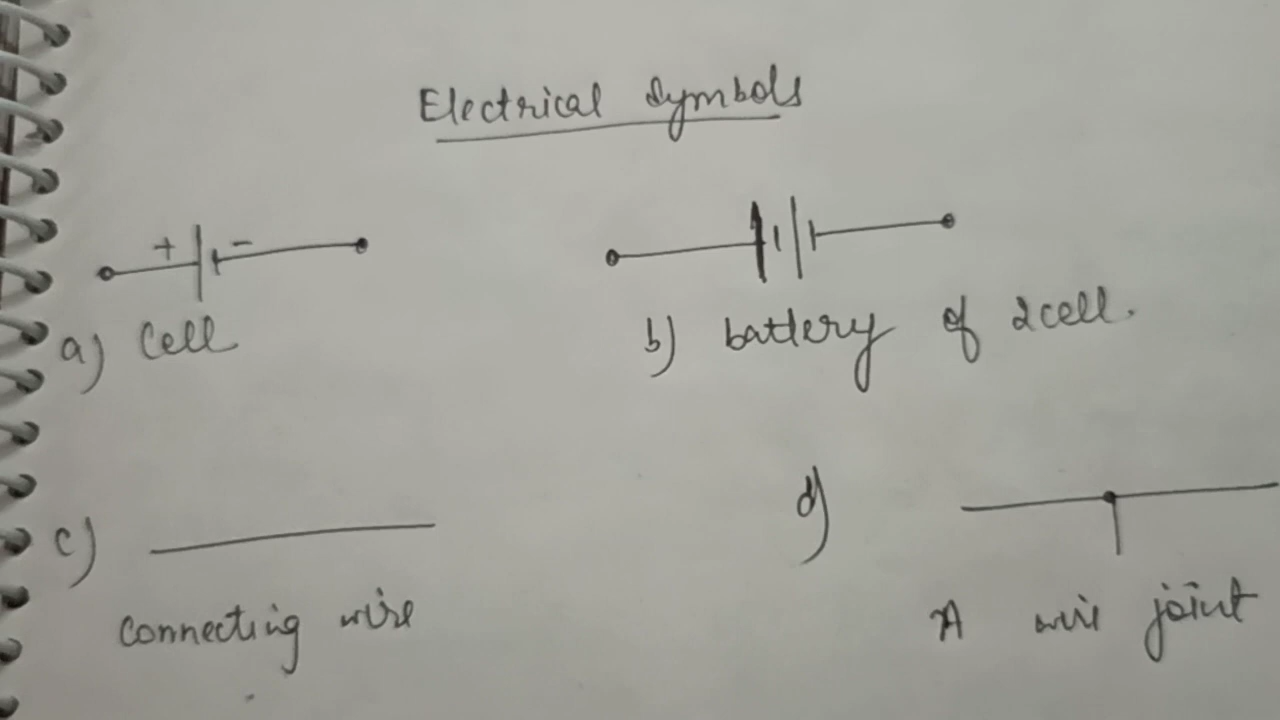 Electrical Symbols
+ -
a) Cell
b) battery of 2cell.
c)
connecting wire
d)
A wire joint